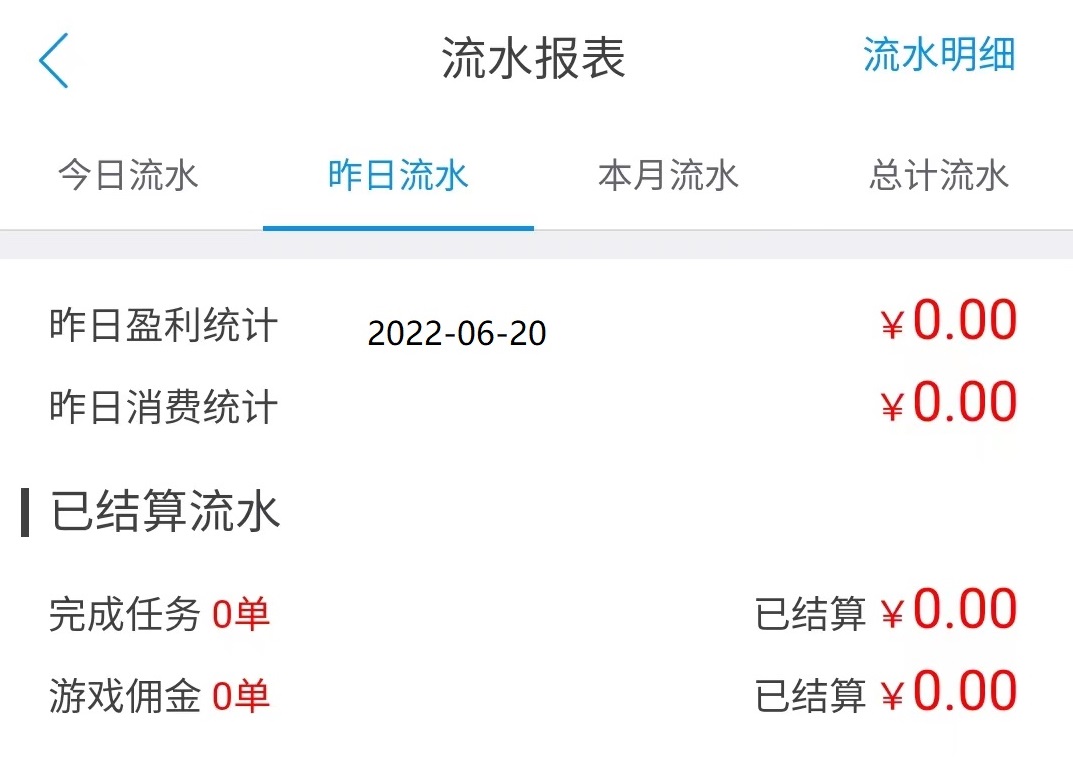 流水报表 流水明细
今日流水 昨日流水 本月流水 总计流水
昨日盈利统计 2022-06-20 ¥0.00
昨日消费统计 ¥0.00
已结算流水
完成任务 0单 已结算 ¥0.00
游戏佣金 0单 已结算 ¥0.00